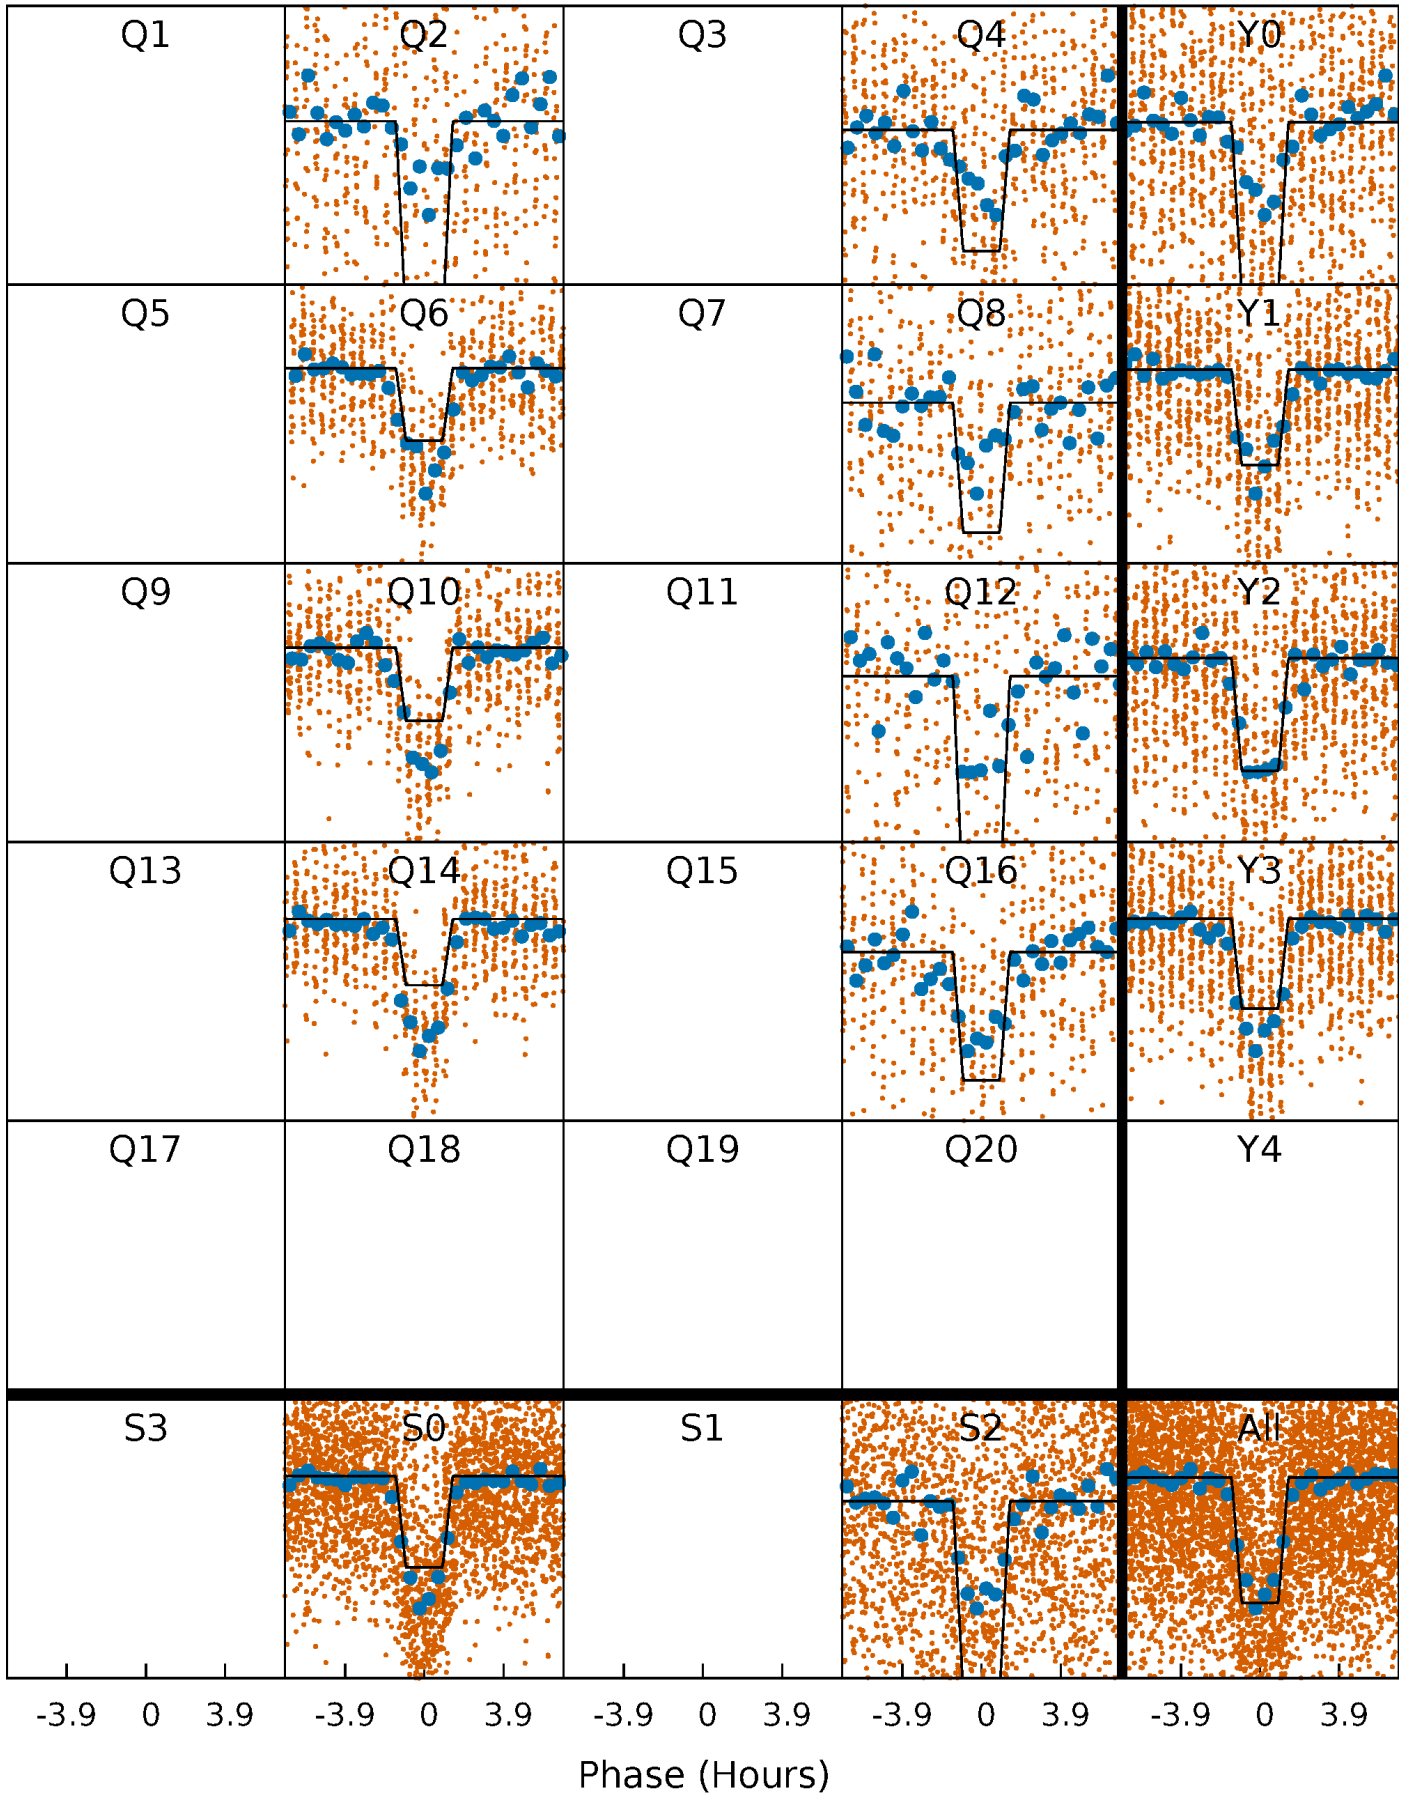 Q1 Q2 Q3 Q4 Y0
Q5 Q6 Q7 Q8 Y1
Q9 Q10 Q11 Q12 Y2
Q13 Q14 Q15 Q16 Y3
Q17 Q18 Q19 Q20 Y4
S3 S0 S1 S2 All
-3.9 0 3.9 -3.9 0 3.9 -3.9 0 3.9 -3.9 0 3.9 -3.9 0 3.9
Phase (Hours)